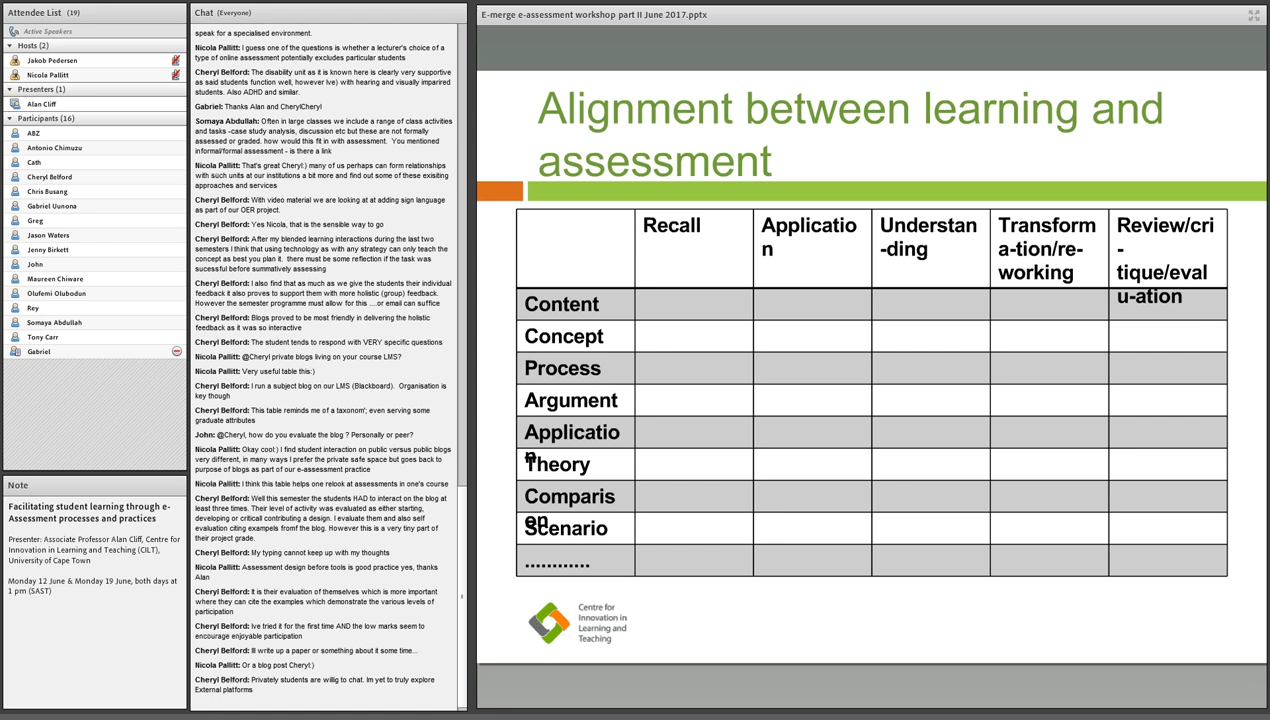 Attendee List (19)
Active Speakers
Hosts (2)
Jakob Pedersen
Nicola Pallitt
Presenters (1)
Alan Cliff
Participants (16)
ABZ
Antonio Chimuzu
Cath
Cheryl Belford
Chris Busang
Gabriel Uunona
Greg
Jason Waters
Jenny Birkett
John
Maureen Chiware
Olufemi Olubodun
Rey
Somaya Abdullah
Tony Carr
Gabriel
Note
Facilitating student learning through e-
Assessment processes and practices
Presenter: Associate Professor Alan Cliff, Centre for
Innovation in Learning and Teaching (CILT),
University of Cape Town
Monday 12 June & Monday 19 June, both days at
1 pm (SAST)
Chat (Everyone)
speak for a specialised environment.
Nicola Pallitt: I guess one of the questions is whether a lecturer's choice of a
type of online assessment potentially excludes particular students
Cheryl Belford: The disability unit as it is known here is clearly very supportive
as said students function well, however Ive) with hearing and visually imparired
students. Also ADHD and similar.
Gabriel: Thanks Alan and CherylCheryl
Somaya Abdullah: Often in large classes we include a range of class activities
and tasks -case study analysis, discussion etc but these are not formally
assessed or graded. how would this fit in with assessment. You mentioned
informal/formal assessment - is there a link
Nicola Pallitt: That's great Cheryl:) many of us perhaps can form relationships
with such units at our institutions a bit more and find out some of these exisiting
approaches and services
Cheryl Belford: With video material we are looking at at adding sign language
as part of our OER project.
Cheryl Belford: Yes Nicola, that is the sensible way to go
Cheryl Belford: After my blended learning interactions during the last two
semesters I think that using technology as with any strategy can only teach the
concept as best you plan it. there must be some reflection if the task was
sucessful before summatively assessing
Cheryl Belford: I also find that as much as we give the students their individual
feedback it also proves to support them with more holistic (group) feedback.
However the semester programme must allow for this ....or email can suffice
Cheryl Belford: Blogs proved to be most friendly in delivering the holistic
feedback as it was so interactive
Cheryl Belford: The student tends to respond with VERY specific questions
Nicola Pallitt: @Cheryl private blogs living on your course LMS?
Nicola Pallitt: Very useful table this:)
Cheryl Belford: I run a subject blog on our LMS (Blackboard). Organisation is
key though
Cheryl Belford: This table reminds me of a taxonom'; even serving some
graduate attributes
John: @Cheryl, how do you evaluate the blog ? Personally or peer?
Nicola Pallitt: Okay cool:) I find student interaction on public versus public blogs
very different, in many ways I prefer the private safe space but goes back to
purpose of blogs as part of our e-assessment practice
Nicola Pallitt: I think this table helps one relook at assessments in one's course
Cheryl Belford: Well this semester the students HAD to interact on the blog at
least three times. Their level of activity was evaluated as either starting,
developing or criticall contributing a design. I evaluate them and also self
evaluation citing exampels fromf the blog. However this is a very tiny part of
their project grade.
Cheryl Belford: My typing cannot keep up with my thoughts
Nicola Pallitt: Assessment design before tools is good practice yes, thanks
Alan
Cheryl Belford: It is their evaluation of themselves which is more important
where they can cite the examples which demonstrate the various levels of
participation
Cheryl Belford: Ive tried it for the first time AND the low marks seem to
encourage enjoyable participation
Cheryl Belford: Ill write up a paper or something about it some time...
Nicola Pallitt: Or a blog post Cheryl:)
Cheryl Belford: Privately students are willig to chat. Im yet to truly explore
External platforms
E-merge e-assessment workshop part II June 2017.pptx
Alignment between learning and
assessment
Recall
Applicatio
n
Understan
-ding
Transform
a-tion/re-
working
Review/cri
-
tique/eval
u-ation
Content
Concept
Process
Argument
Applicatio
n
Theory
Comparis
on
Scenario
............
Centre for
Innovation in
Learning and
Teaching